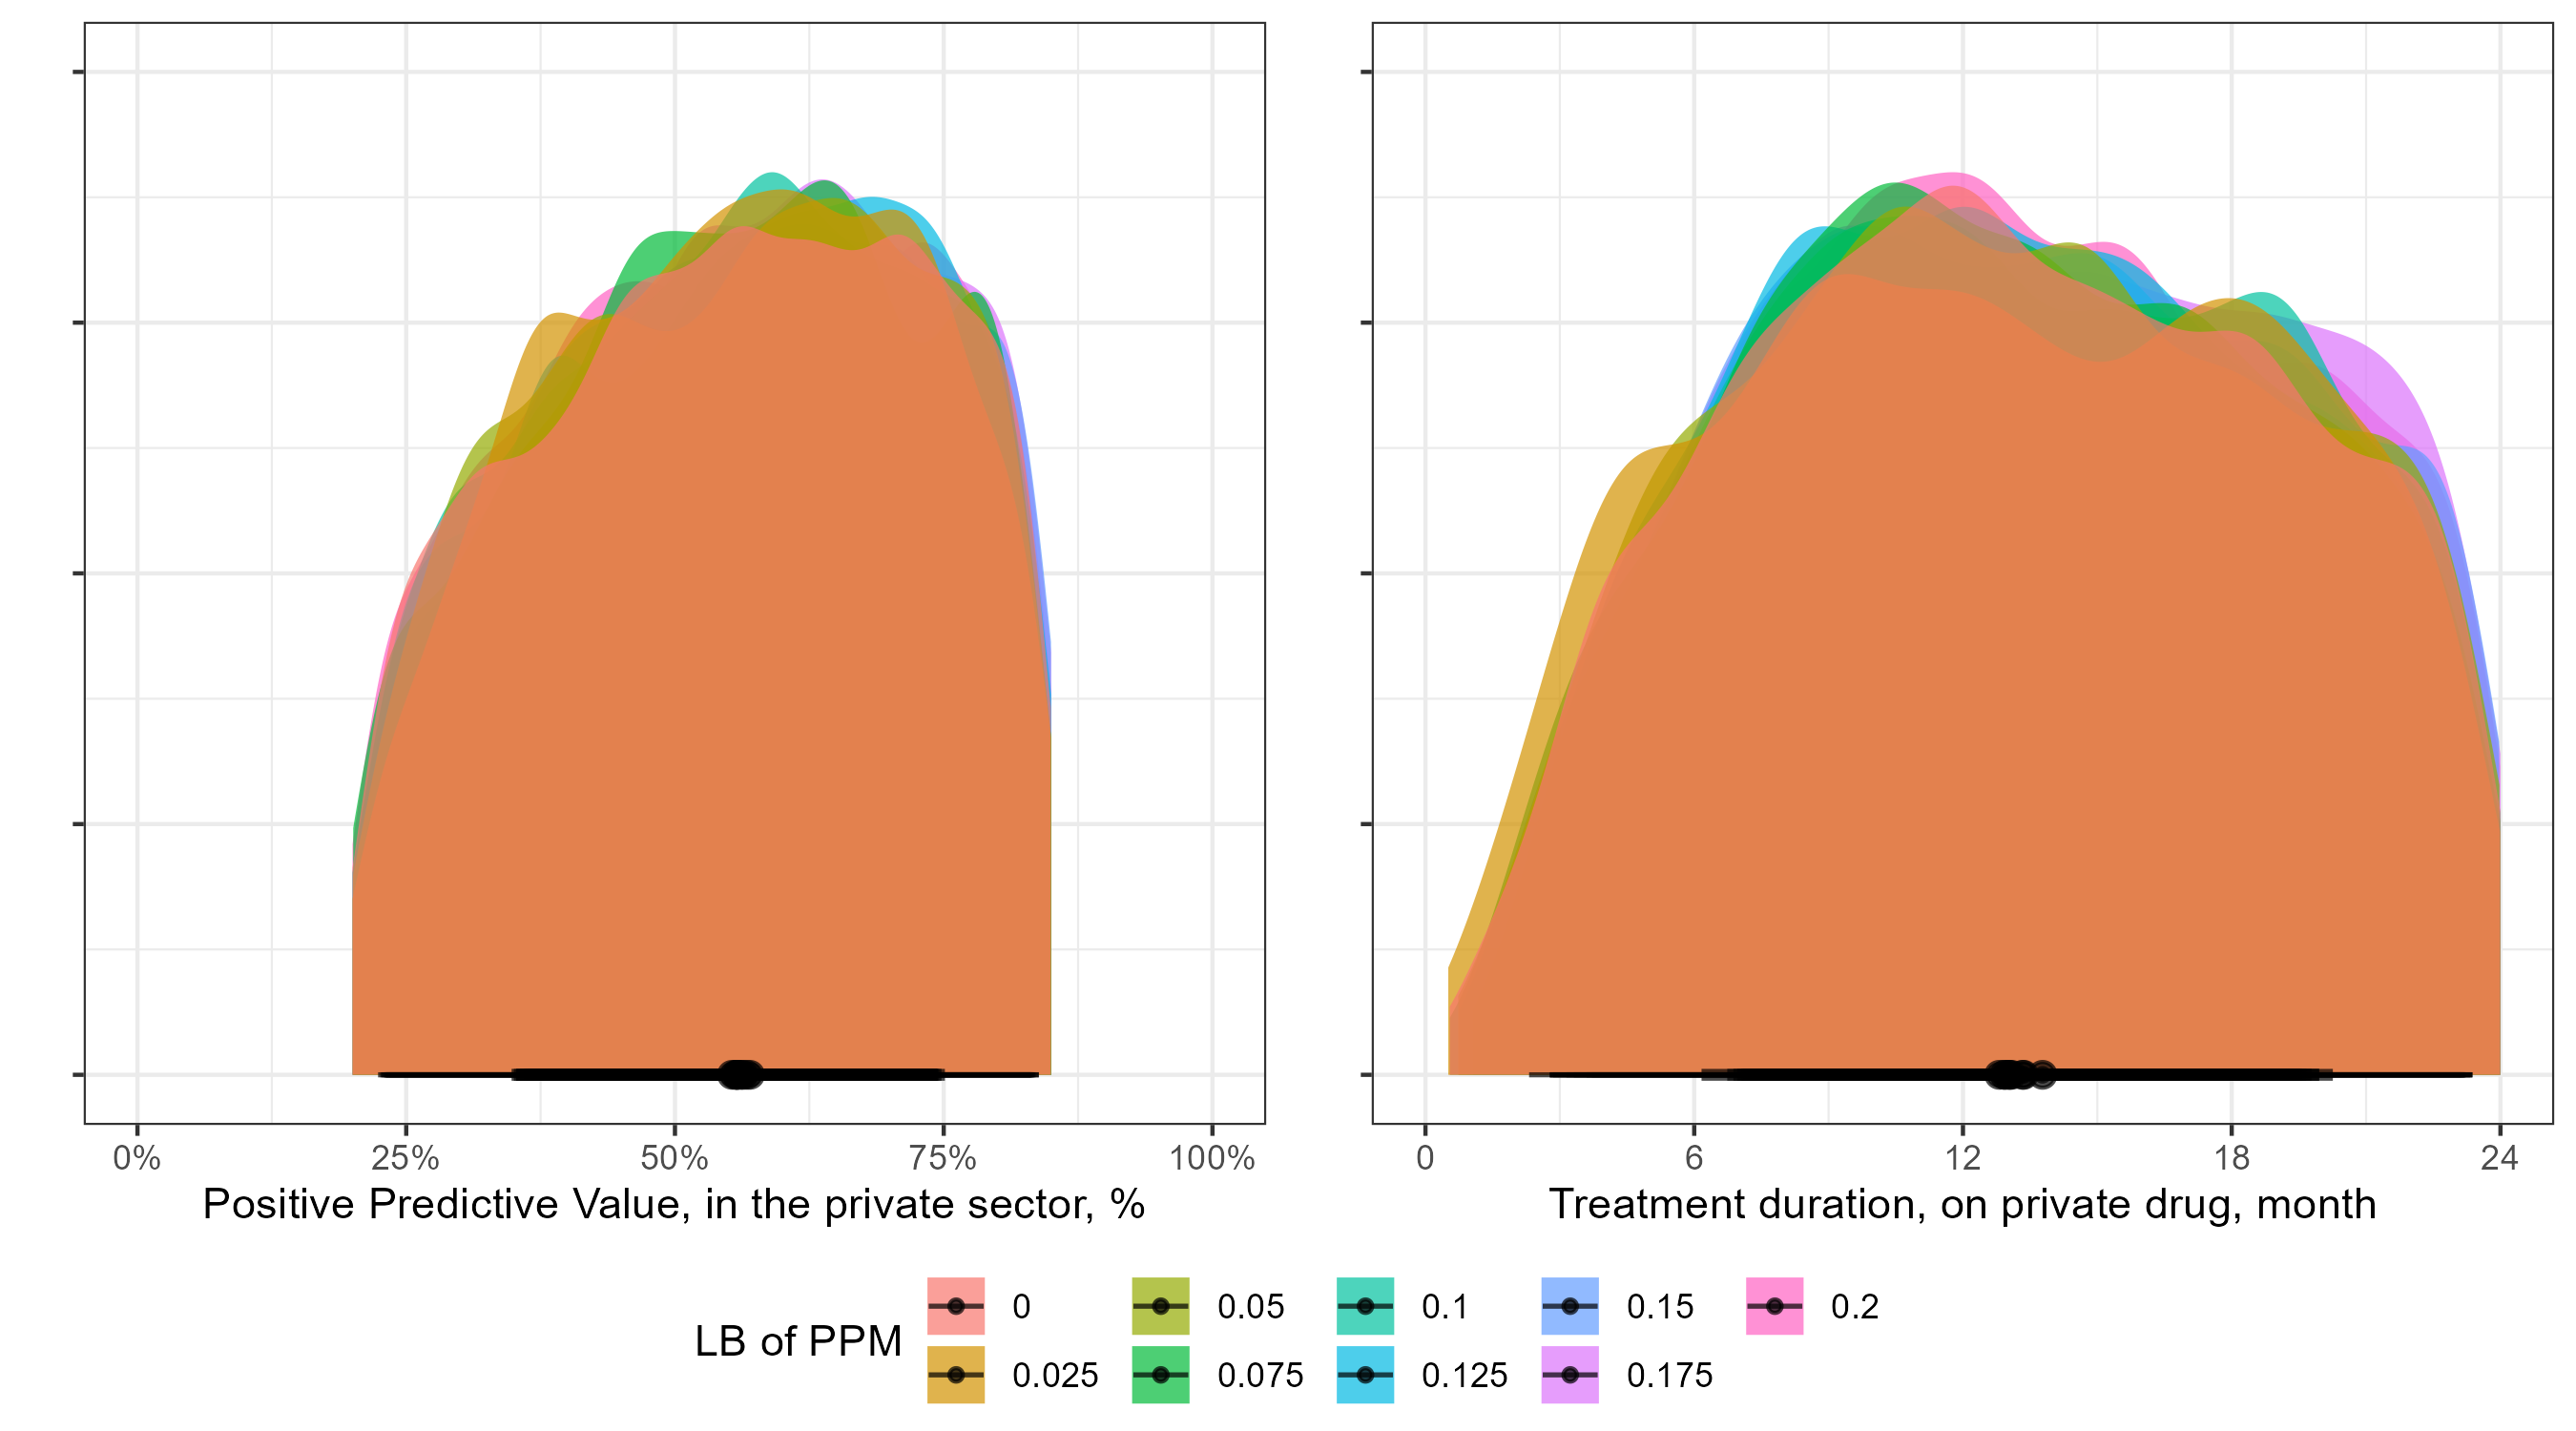 0% 25% 50% 75% 100%
Positive Predictive Value, in the private sector, %
0 6 12 18 24
Treatment duration, on private drug, month
LB of PPM
0 0.05 0.1 0.15 0.2
0.025 0.075 0.125 0.175